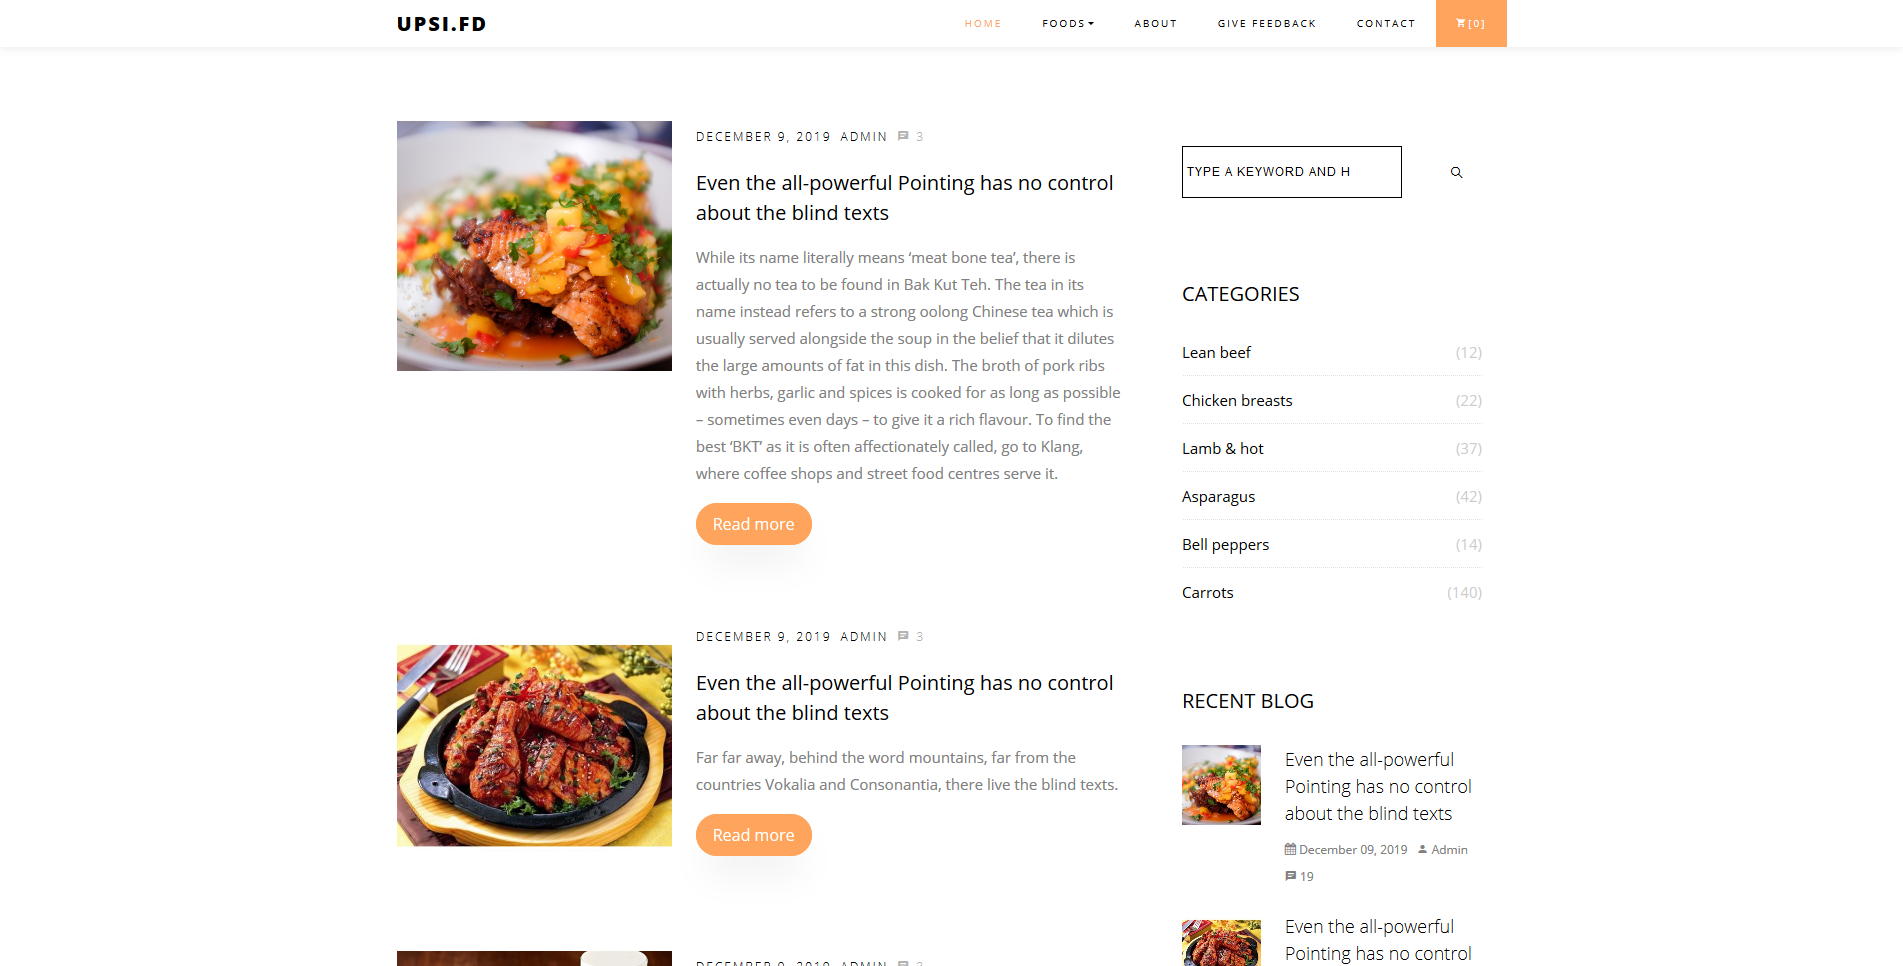 UPSI.FD
HOME FOODS ABOUT GIVE FEEDBACK CONTACT [0]
DECEMBER 9, 2019 ADMIN 3
Even the all-powerful Pointing has no control
about the blind texts
While its name literally means ‘meat bone tea’, there is
actually no tea to be found in Bak Kut Teh. The tea in its
name instead refers to a strong oolong Chinese tea which is
usually served alongside the soup in the belief that it dilutes
the large amounts of fat in this dish. The broth of pork ribs
with herbs, garlic and spices is cooked for as long as possible
– sometimes even days – to give it a rich flavour. To find the
best ‘BKT’ as it is often affectionately called, go to Klang,
where coffee shops and street food centres serve it.
Read more
DECEMBER 9, 2019 ADMIN 3
Even the all-powerful Pointing has no control
about the blind texts
Far far away, behind the word mountains, far from the
countries Vokalia and Consonantia, there live the blind texts.
Read more
DECEMBER 9, 2019 ADMIN 3
TYPE A KEYWORD AND H
CATEGORIES
Lean beef (12)
Chicken breasts (22)
Lamb & hot (37)
Asparagus (42)
Bell peppers (14)
Carrots (140)
RECENT BLOG
Even the all-powerful
Pointing has no control
about the blind texts
December 09, 2019 Admin
19
Even the all-powerful
Pointing has no control